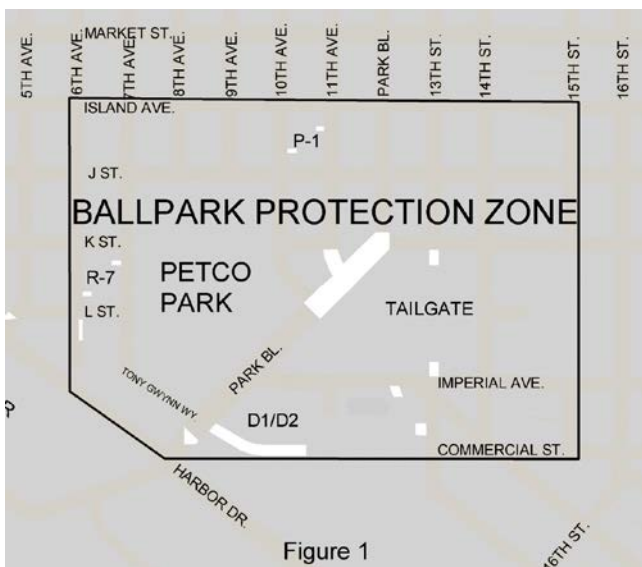 MARKET ST.
5TH AVE.
6TH AVE.
7TH AVE.
8TH AVE.
9TH AVE.
10TH AVE.
11TH AVE.
PARK BL.
13TH ST.
14TH ST.
15TH ST.
16TH ST.
ISLAND AVE.
P-1
J ST.
BALLPARK PROTECTION ZONE
K ST.
R-7
PETCO
PARK
L ST.
TAILGATE
PARK BL.
TONY GWYNN WY.
IMPERIAL AVE.
D1/D2
COMMERCIAL ST.
HARBOR DR.
16TH ST.
Figure 1